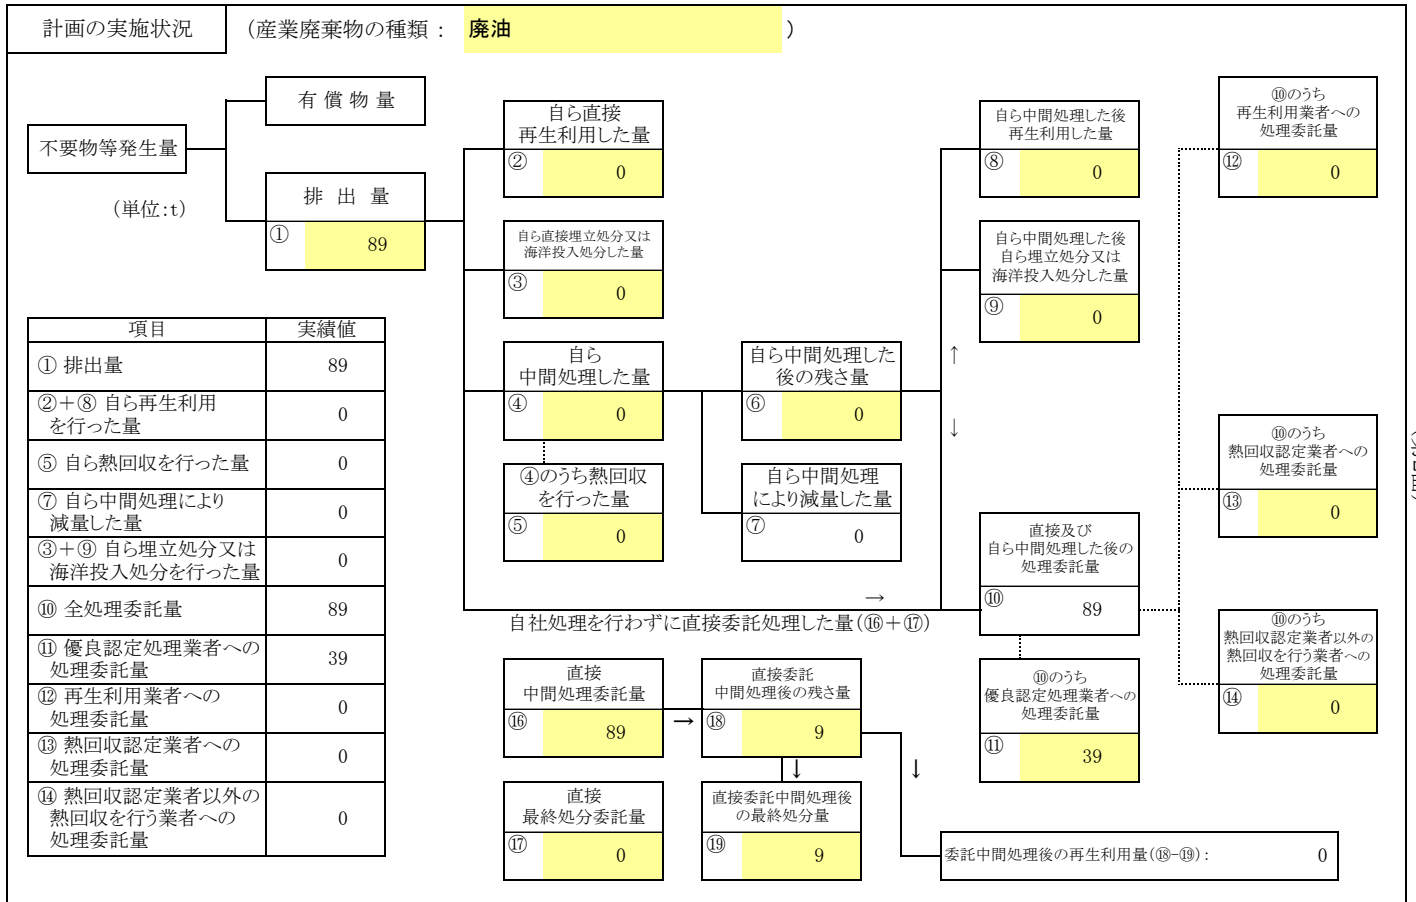 計画の実施状況
(産業廃棄物の種類： 廃油 )
不要物等発生量
(単位:t)
有 償 物 量
排 出 量
① 89
自ら直接
再生利用した量
② 0
自ら直接埋立処分又は
海洋投入処分した量
③ 0
自ら
中間処理した量
④ 0
④のうち熱回収
を行った量
⑤ 0
自ら中間処理した
後の残さ量
⑥ 0
自ら中間処理
により減量した量
⑦ 0
自ら中間処理した後
再生利用した量
⑧ 0
自ら中間処理した後
自ら埋立処分又は
海洋投入処分した量
⑨ 0
↑
↓
直接及び
自ら中間処理した後の
処理委託量
⑩ 89
⑩のうち
優良認定処理業者への
処理委託量
⑪ 39
⑩のうち
再生利用業者への
処理委託量
⑫ 0
⑩のうち
熱回収認定業者への
処理委託量
⑬ 0
⑩のうち
熱回収認定業者以外の
熱回収を行う業者への
処理委託量
⑭ 0
→
自社処理を行わずに直接委託処理した量(⑯＋⑰)
直接
中間処理委託量
⑯ 89
→
直接委託
中間処理後の残さ量
⑱ 9
↓
↓
直接
最終処分委託量
⑰ 0
直接委託中間処理後
の最終処分量
⑲ 9
委託中間処理後の再生利用量(⑱-⑲)： 0
項目 実績値
① 排出量 89
②＋⑧ 自ら再生利用
を行った量 0
⑤ 自ら熱回収を行った量 0
⑦ 自ら中間処理により
減量した量 0
③＋⑨ 自ら埋立処分又は
海洋投入処分を行った量 0
⑩ 全処理委託量 89
⑪ 優良認定処理業者への
処理委託量 39
⑫ 再生利用業者への
処理委託量 0
⑬ 熱回収認定業者への
処理委託量 0
⑭ 熱回収認定業者以外の
熱回収を行う業者への
処理委託量 0